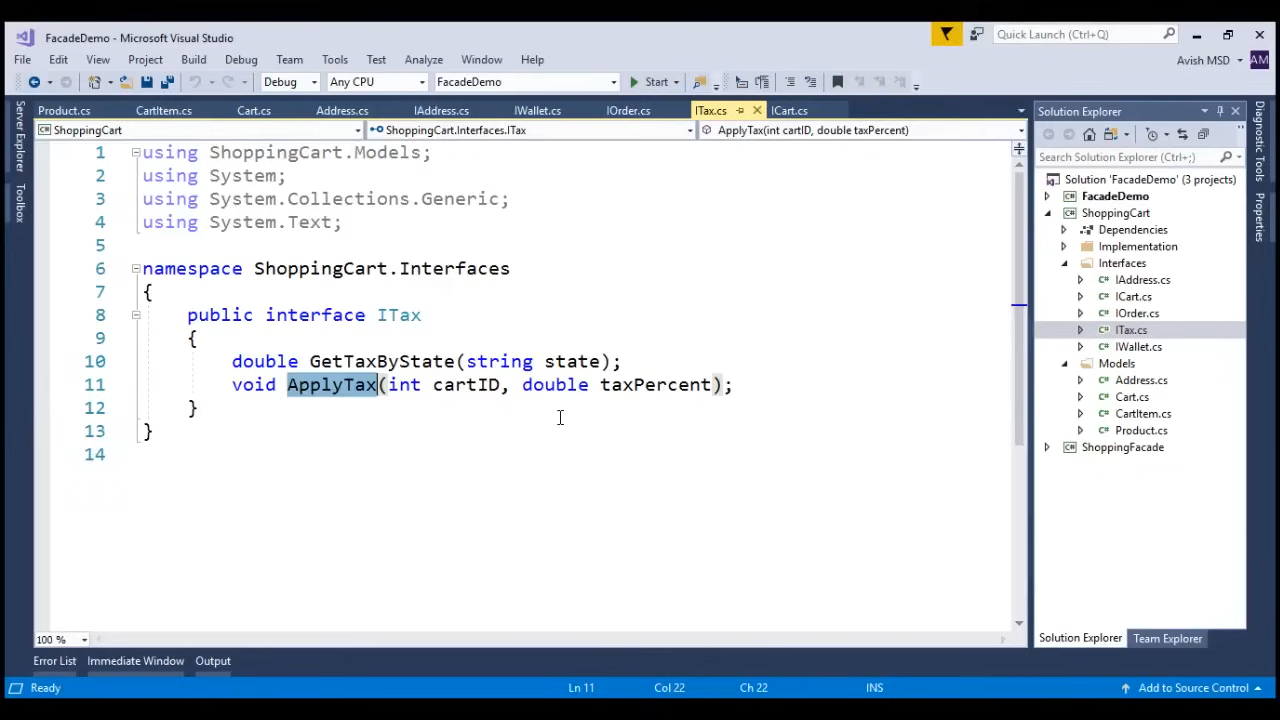 FacadeDemo - Microsoft Visual Studio
Quick Launch (Ctrl+Q)
File Edit View Project Build Debug Team Tools Test Analyze Window Help
Avish MSD AM
Debug Any CPU FacadeDemo Start
Server Explorer
Toolbox
Product.cs CartItem.cs Cart.cs Address.cs IAddress.cs IWallet.cs IOrder.cs ITax.cs ICart.cs
ShoppingCart ShoppingCart.Interfaces.ITax ApplyTax(int cartID, double taxPercent)
1 using ShoppingCart.Models;
2 using System;
3 using System.Collections.Generic;
4 using System.Text;
5
6 namespace ShoppingCart.Interfaces
7 {
8 public interface ITax
9 {
10 double GetTaxByState(string state);
11 void ApplyTax(int cartID, double taxPercent);
12 }
13 }
14
100 %
Solution Explorer
Search Solution Explorer (Ctrl+;)
Solution 'FacadeDemo' (3 projects)
FacadeDemo
ShoppingCart
Dependencies
Implementation
Interfaces
C# IAddress.cs
C# ICart.cs
C# IOrder.cs
C# ITax.cs
C# IWallet.cs
Models
C# Address.cs
C# Cart.cs
C# CartItem.cs
C# Product.cs
ShoppingFacade
Solution Explorer Team Explorer
Diagnostic Tools
Properties
Error List Immediate Window Output
Ready Ln 11 Col 22 Ch 22 INS Add to Source Control